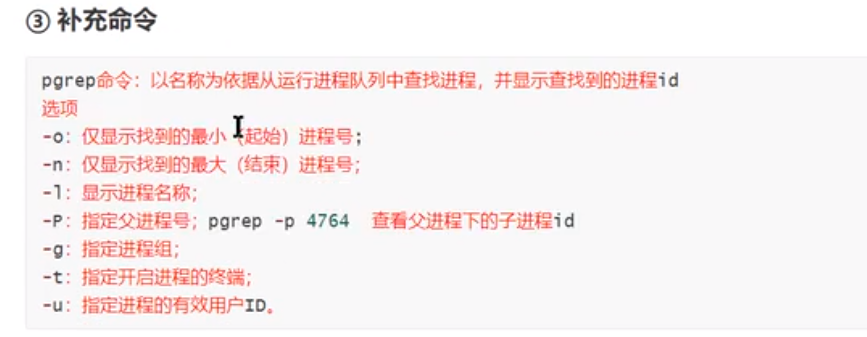 ③ 补充命令
pgrep命令：以名称为依据从运行进程队列中查找进程，并显示查找到的进程id
选项
-o：仅显示找到的最小（起始）进程号；
-n：仅显示找到的最大（结束）进程号；
-l：显示进程名称；
-P：指定父进程号；pgrep -p 4764  查看父进程下的子进程id
-g：指定进程组；
-t：指定开启进程的终端；
-u：指定进程的有效用户ID。